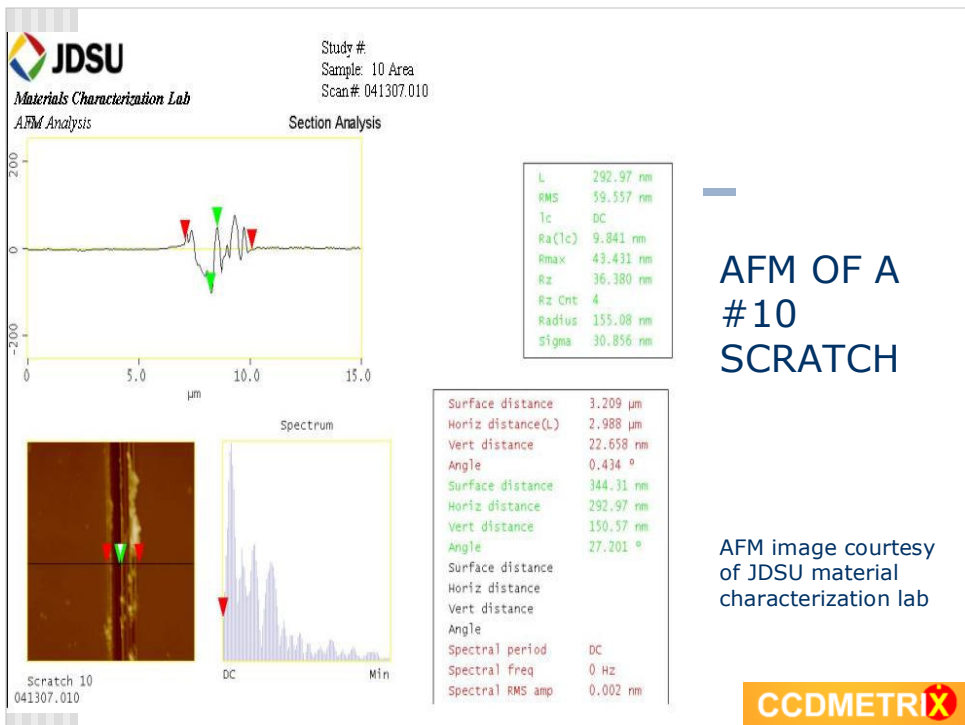 JDSU
Materials Characterization Lab
AFM Analysis
Study #:
Sample: 10 Area
Scan#: 041307.010
Section Analysis
200
0
-200
0 5.0 10.0 15.0
µm
L 292.97 nm
RMS 59.557 nm
lc DC
Ra(lc) 9.841 nm
Rmax 43.431 nm
Rz 36.380 nm
Rz Cnt 4
Radius 155.08 nm
Sigma 30.856 nm
Spectrum
DC Min
Scratch 10
041307.010
Surface distance 3.209 µm
Horiz distance(L) 2.988 µm
Vert distance 22.658 nm
Angle 0.434 °
Surface distance 344.31 nm
Horiz distance 292.97 nm
Vert distance 150.57 nm
Angle 27.201 °
Surface distance
Horiz distance
Vert distance
Angle
Spectral period DC
Spectral freq 0 Hz
Spectral RMS amp 0.002 nm
AFM OF A
#10
SCRATCH
AFM image courtesy
of JDSU material
characterization lab
CCDMETRIX